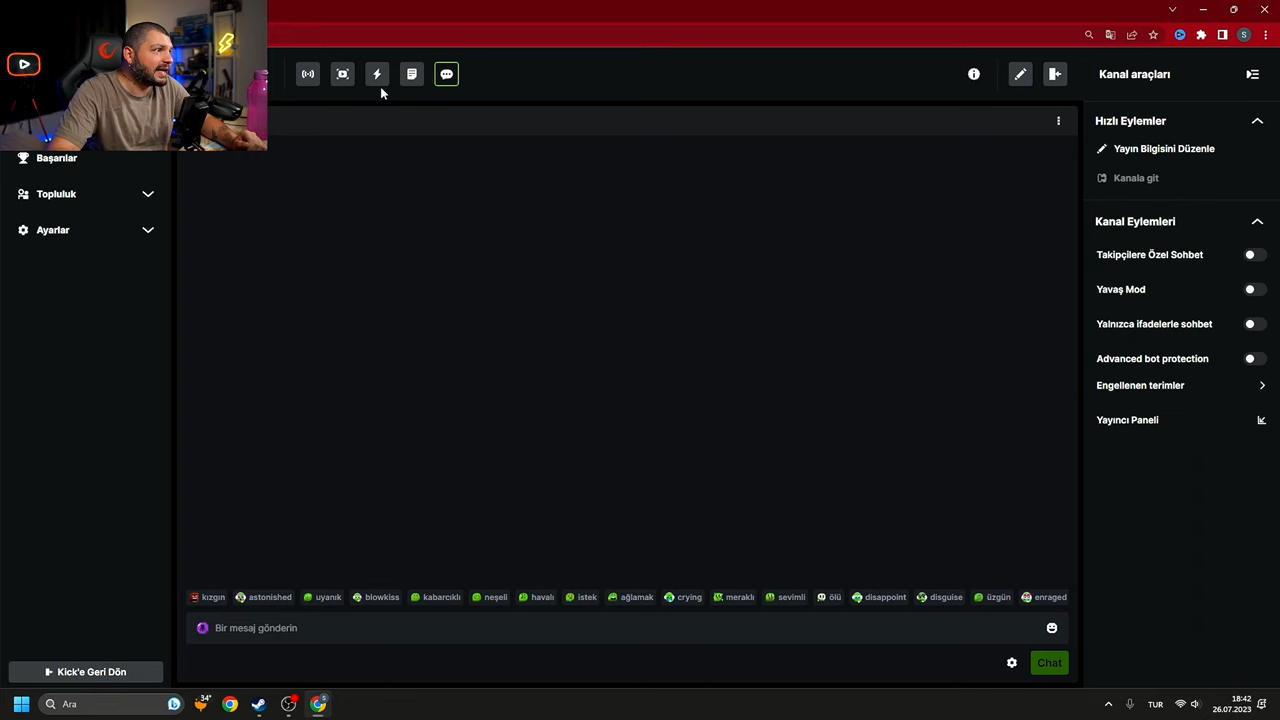 S
Kanal araçları
Hızlı Eylemler
Yayın Bilgisini Düzenle
Kanala git
Kanal Eylemleri
Takipçilere Özel Sohbet
Yavaş Mod
Yalnızca ifadelerle sohbet
Advanced bot protection
Engellenen terimler
Yayıncı Paneli
Başarılar
Topluluk
Ayarlar
kızgın astonished uyanık blowkiss kabarcıklı neşeli havalı istek ağlamak crying meraklı sevimli ölü disappoint disguise üzgün enraged
Bir mesaj gönderin
Chat
Kick'e Geri Dön
Ara
34°
S
TUR
18:42
26.07.2023